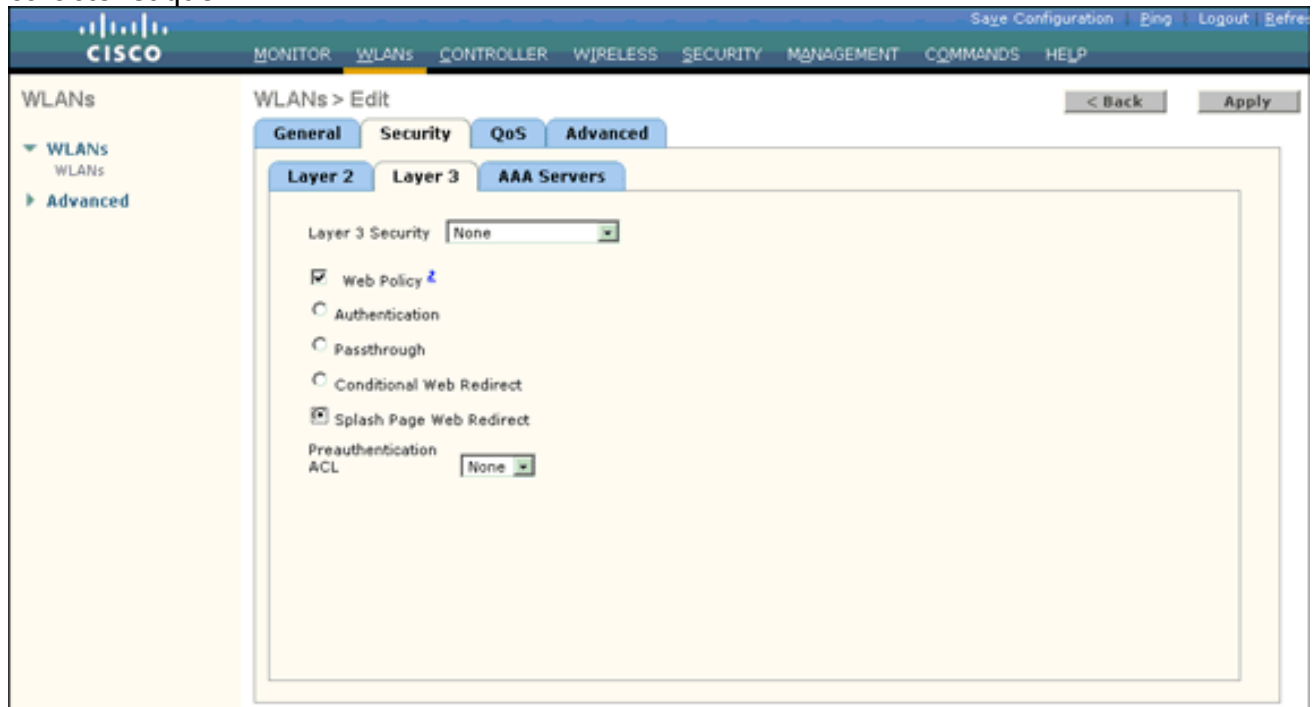 Save Configuration | Ping | Logout | Refre
CISCO
MONITOR WLANs CONTROLLER WIRELESS SECURITY MANAGEMENT COMMANDS HELP
WLANs
WLANs
WLANs
Advanced
WLANs > Edit
< Back Apply
General Security QoS Advanced
Layer 2 Layer 3 AAA Servers
Layer 3 Security None
Web Policy 2
Authentication
Passthrough
Conditional Web Redirect
Splash Page Web Redirect
Preauthentication
ACL None